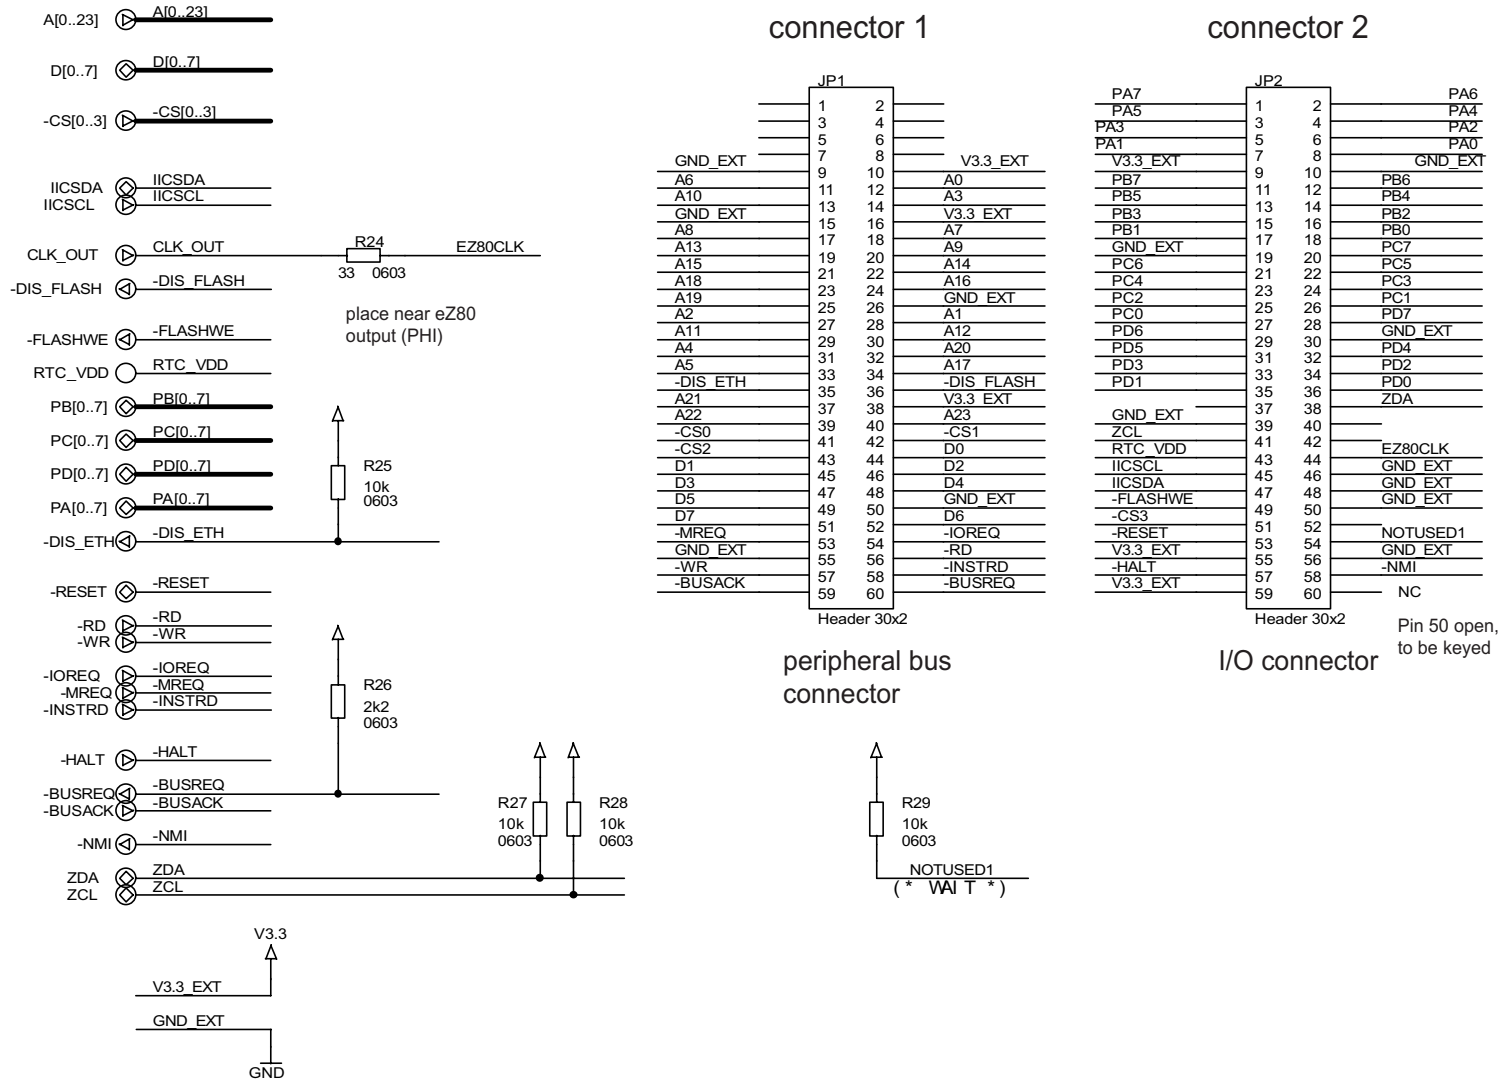 connector 1
connector 2
A[0..23] A[0..23]
D[0..7] D[0..7]
-CS[0..3] -CS[0..3]
IICSDA IICSDA
IICSCL IICSCL
CLK_OUT CLK_OUT R24 EZ80CLK
33 0603
-DIS_FLASH -DIS_FLASH
place near eZ80
output (PHI)
-FLASHWE -FLASHWE
RTC_VDD RTC_VDD
PB[0..7] PB[0..7]
PC[0..7] PC[0..7]
PD[0..7] PD[0..7]
PA[0..7] PA[0..7]
R25
10k
0603
-DIS_ETH -DIS_ETH
-RESET -RESET
-RD -RD
-WR -WR
-IOREQ -IOREQ
-MREQ -MREQ
-INSTRD -INSTRD
R26
2k2
0603
-HALT -HALT
-BUSREQ -BUSREQ
-BUSACK -BUSACK
-NMI -NMI
ZDA ZDA
ZCL ZCL
R27
10k
0603
R28
10k
0603
V3.3
V3.3_EXT
GND_EXT
GND
JP1
1 2
3 4
5 6
7 8
GND_EXT 9 10 V3.3_EXT
A6 11 12 A0
A10 13 14 A3
GND_EXT 15 16 V3.3_EXT
A8 17 18 A7
A13 19 20 A9
A15 21 22 A14
A18 23 24 A16
A19 25 26 GND_EXT
A2 27 28 A1
A11 29 30 A12
A4 31 32 A20
A5 33 34 A17
-DIS_ETH 35 36 -DIS_FLASH
A21 37 38 V3.3_EXT
A22 39 40 A23
-CS0 41 42 -CS1
-CS2 43 44 D0
D1 45 46 D2
D3 47 48 D4
D5 49 50 GND_EXT
D7 51 52 D6
-MREQ 53 54 -IOREQ
GND_EXT 55 56 -RD
-WR 57 58 -INSTRD
-BUSACK 59 60 -BUSREQ
Header 30x2
peripheral bus
connector
R29
10k
0603
NOTUSED1
(* WAIT *)
JP2
PA7 1 2 PA6
PA5 3 4 PA4
PA3 5 6 PA2
PA1 7 8 PA0
V3.3_EXT 9 10 GND_EXT
PB7 11 12 PB6
PB5 13 14 PB4
PB3 15 16 PB2
PB1 17 18 PB0
GND_EXT 19 20 PC7
PC6 21 22 PC5
PC4 23 24 PC3
PC2 25 26 PC1
PC0 27 28 PD7
PD6 29 30 GND_EXT
PD5 31 32 PD4
PD3 33 34 PD2
PD1 35 36 PD0
37 38 ZDA
GND_EXT 39 40
ZCL 41 42
RTC_VDD 43 44 EZ80CLK
IICSCL 45 46 GND_EXT
IICSDA 47 48 GND_EXT
-FLASHWE 49 50 GND_EXT
-CS3 51 52
-RESET 53 54 NOTUSED1
V3.3_EXT 55 56 GND_EXT
-HALT 57 58 -NMI
V3.3_EXT 59 60 NC
Header 30x2
Pin 50 open,
to be keyed
I/O connector